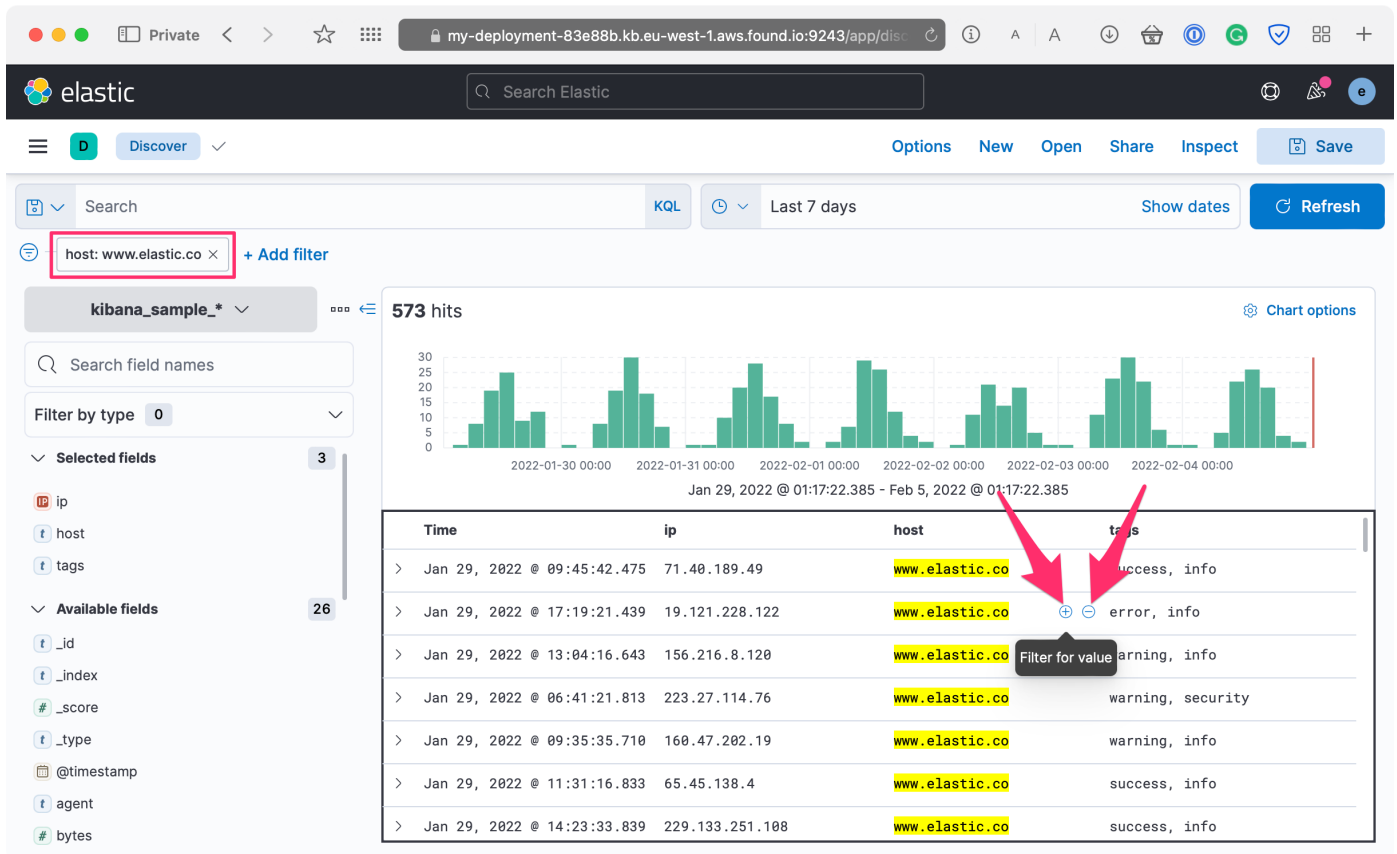 Private
my-deployment-83e88b.kb.eu-west-1.aws.found.io:9243/app/disc
A A
elastic
Search Elastic
e
D Discover
Options New Open Share Inspect Save
Search KQL
Last 7 days Show dates Refresh
host: www.elastic.co × + Add filter
kibana_sample_*
573 hits Chart options
Search field names
Filter by type 0
Selected fields 3
IP ip
t host
t tags
Available fields 26
t _id
t _index
# _score
t _type
@timestamp
t agent
# bytes
30
25
20
15
10
5
0
2022-01-30 00:00 2022-01-31 00:00 2022-02-01 00:00 2022-02-02 00:00 2022-02-03 00:00 2022-02-04 00:00
Jan 29, 2022 @ 01:17:22.385 - Feb 5, 2022 @ 01:17:22.385
Time ip host tags
Jan 29, 2022 @ 09:45:42.475 71.40.189.49 www.elastic.co success, info
Jan 29, 2022 @ 17:19:21.439 19.121.228.122 www.elastic.co error, info
Filter for value
Jan 29, 2022 @ 13:04:16.643 156.216.8.120 www.elastic.co warning, info
Jan 29, 2022 @ 06:41:21.813 223.27.114.76 www.elastic.co warning, security
Jan 29, 2022 @ 09:35:35.710 160.47.202.19 www.elastic.co warning, info
Jan 29, 2022 @ 11:31:16.833 65.45.138.4 www.elastic.co success, info
Jan 29, 2022 @ 14:23:33.839 229.133.251.108 www.elastic.co success, info